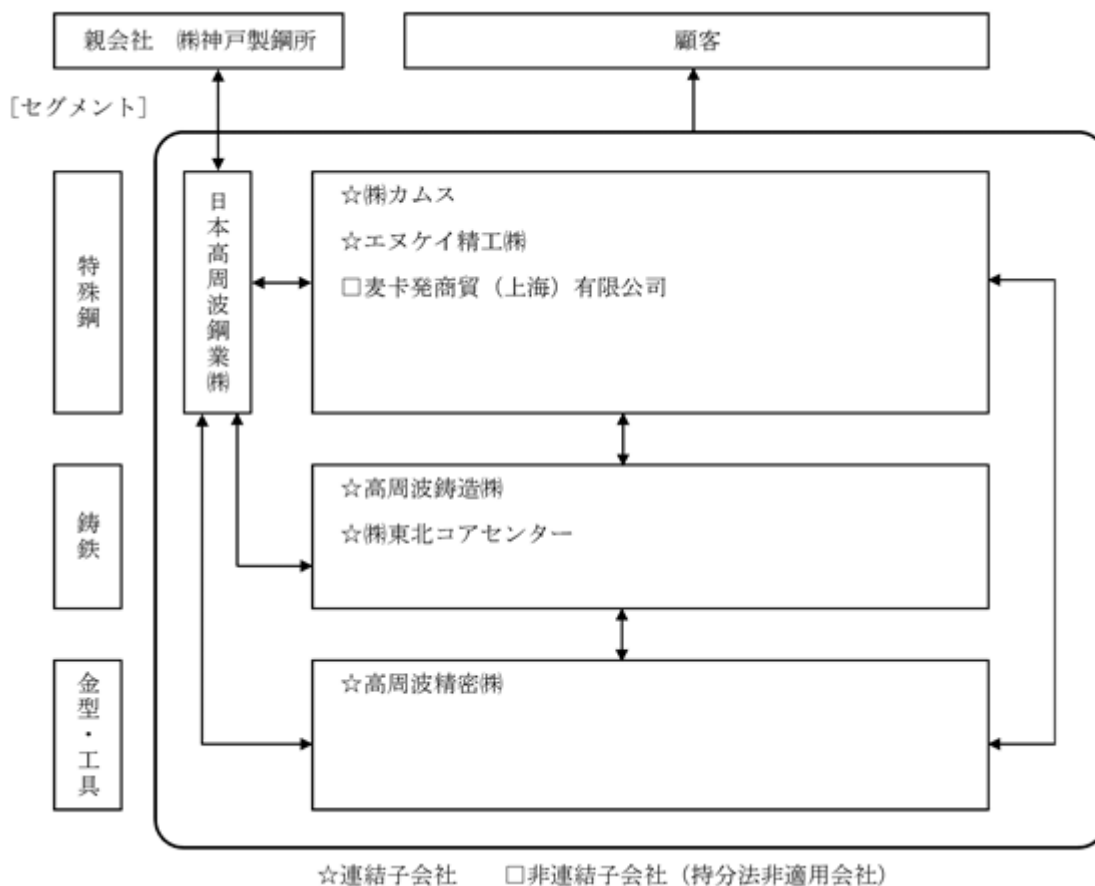 親会社 ㈱神戸製鋼所
顧客
［セグメント］
特殊鋼
日本高周波鋼業㈱
☆㈱カムス
☆エヌケイ精工㈱
□麦卡発商貿（上海）有限公司
鋳鉄
☆高周波鋳造㈱
☆㈱東北コアセンター
金型・工具
☆高周波精密㈱
☆連結子会社 □非連結子会社（持分法非適用会社）